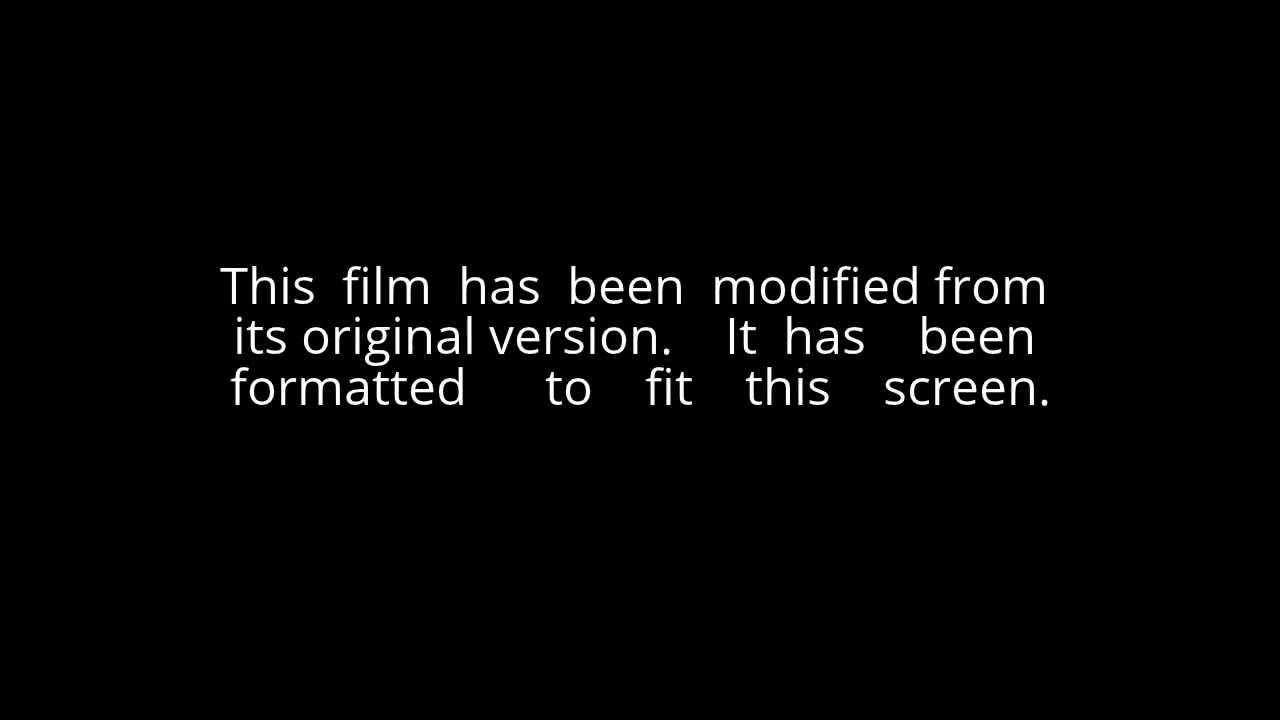 This film has been modified from
its original version. It has been
formatted to fit this screen.